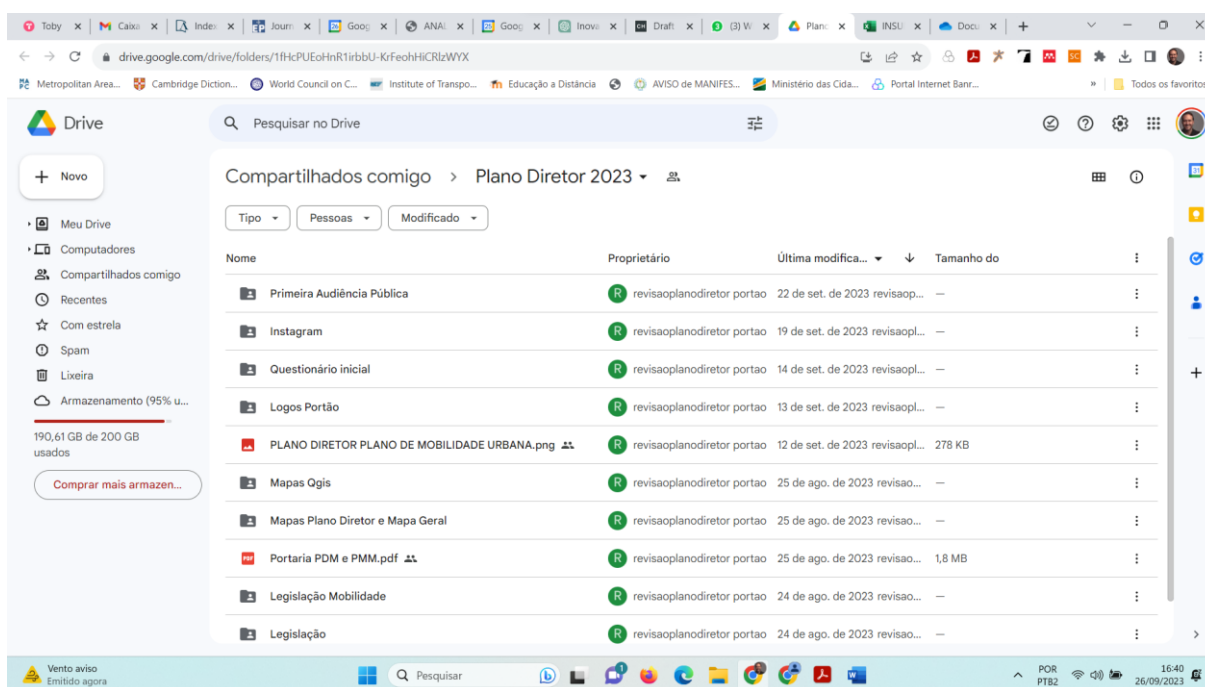 Toby
Caixa
Index
Journ
Goog
ANAL
Goog
Inova
Draft
(3) W
Planc
INSU
Docu
drive.google.com/drive/folders/1fHcPUEoHnR1irbbU-KrFeohHiCRlzWYX
Metropolitan Area...
Cambridge Diction...
World Council on C...
Institute of Transpo...
Educação a Distância
AVISO de MANIFES...
Ministério das Cida...
Portal Internet Banr...
»
Todos os favoritos
Drive
Pesquisar no Drive
Novo
Compartilhados comigo > Plano Diretor 2023
Tipo
Pessoas
Modificado
Meu Drive
Computadores
Compartilhados comigo
Recentes
Com estrela
Spam
Lixeira
Armazenamento (95% u...
190,61 GB de 200 GB
usados
Comprar mais armazen...
Nome Proprietário Última modifica... Tamanho do
Primeira Audiência Pública R revisaoplanodiretor portao 22 de set. de 2023 revisaop... —
Instagram R revisaoplanodiretor portao 19 de set. de 2023 revisaopl... —
Questionário inicial R revisaoplanodiretor portao 14 de set. de 2023 revisaopl... —
Logos Portão R revisaoplanodiretor portao 13 de set. de 2023 revisaopl... —
PLANO DIRETOR PLANO DE MOBILIDADE URBANA.png R revisaoplanodiretor portao 12 de set. de 2023 revisaopl... 278 KB
Mapas Qgis R revisaoplanodiretor portao 25 de ago. de 2023 revisao... —
Mapas Plano Diretor e Mapa Geral R revisaoplanodiretor portao 25 de ago. de 2023 revisao... —
PDF Portaria PDM e PMM.pdf R revisaoplanodiretor portao 25 de ago. de 2023 revisao... 1,8 MB
Legislação Mobilidade R revisaoplanodiretor portao 24 de ago. de 2023 revisao... —
Legislação R revisaoplanodiretor portao 24 de ago. de 2023 revisao... —
Vento aviso
Emitido agora
Pesquisar
POR
PTB2
16:40
26/09/2023